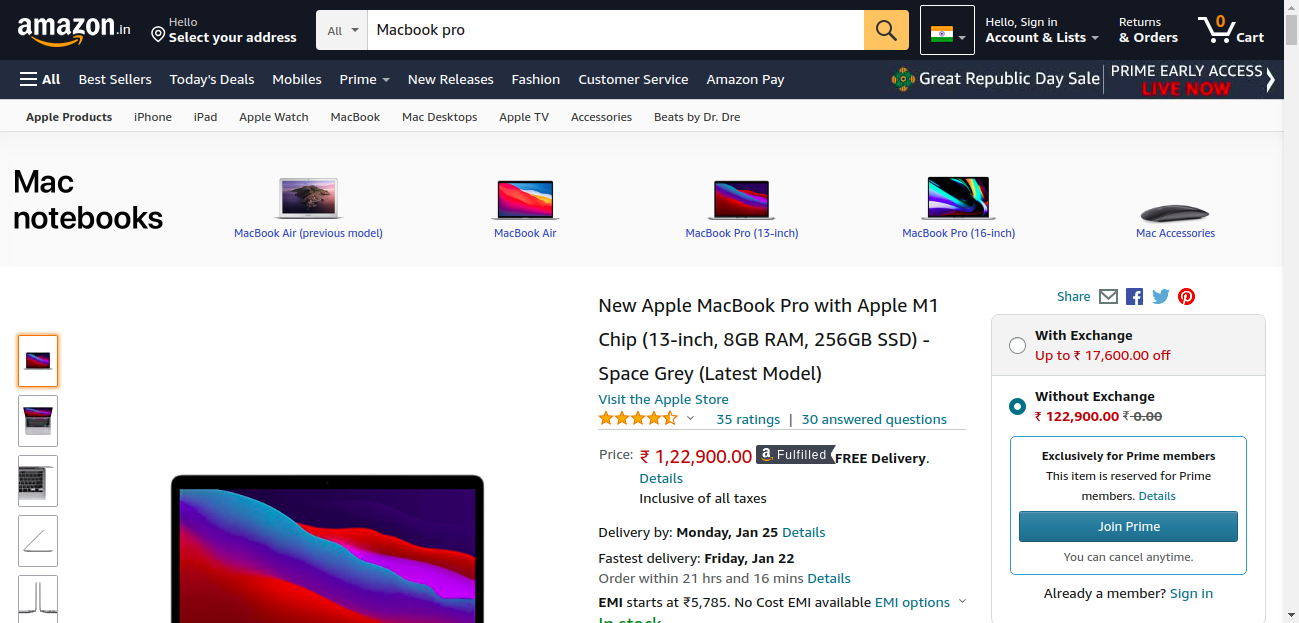 amazon.in
Hello
Select your address
All
Macbook pro
Hello, Sign in
Account & Lists
Returns
& Orders
0
Cart
All
Best Sellers
Today's Deals
Mobiles
Prime
New Releases
Fashion
Customer Service
Amazon Pay
Great Republic Day Sale
PRIME EARLY ACCESS
LIVE NOW
Apple Products
iPhone
iPad
Apple Watch
MacBook
Mac Desktops
Apple TV
Accessories
Beats by Dr. Dre
Mac
notebooks
MacBook Air (previous model)
MacBook Air
MacBook Pro (13-inch)
MacBook Pro (16-inch)
Mac Accessories
New Apple MacBook Pro with Apple M1
Chip (13-inch, 8GB RAM, 256GB SSD) -
Space Grey (Latest Model)
Visit the Apple Store
35 ratings | 30 answered questions
Price: ₹ 1,22,900.00 a Fulfilled FREE Delivery.
Details
Inclusive of all taxes
Delivery by: Monday, Jan 25 Details
Fastest delivery: Friday, Jan 22
Order within 21 hrs and 16 mins Details
EMI starts at ₹5,785. No Cost EMI available EMI options
In stock
Share
With Exchange
Up to ₹ 17,600.00 off
Without Exchange
₹ 122,900.00 ₹ 0.00
Exclusively for Prime members
This item is reserved for Prime
members. Details
Join Prime
You can cancel anytime.
Already a member? Sign in